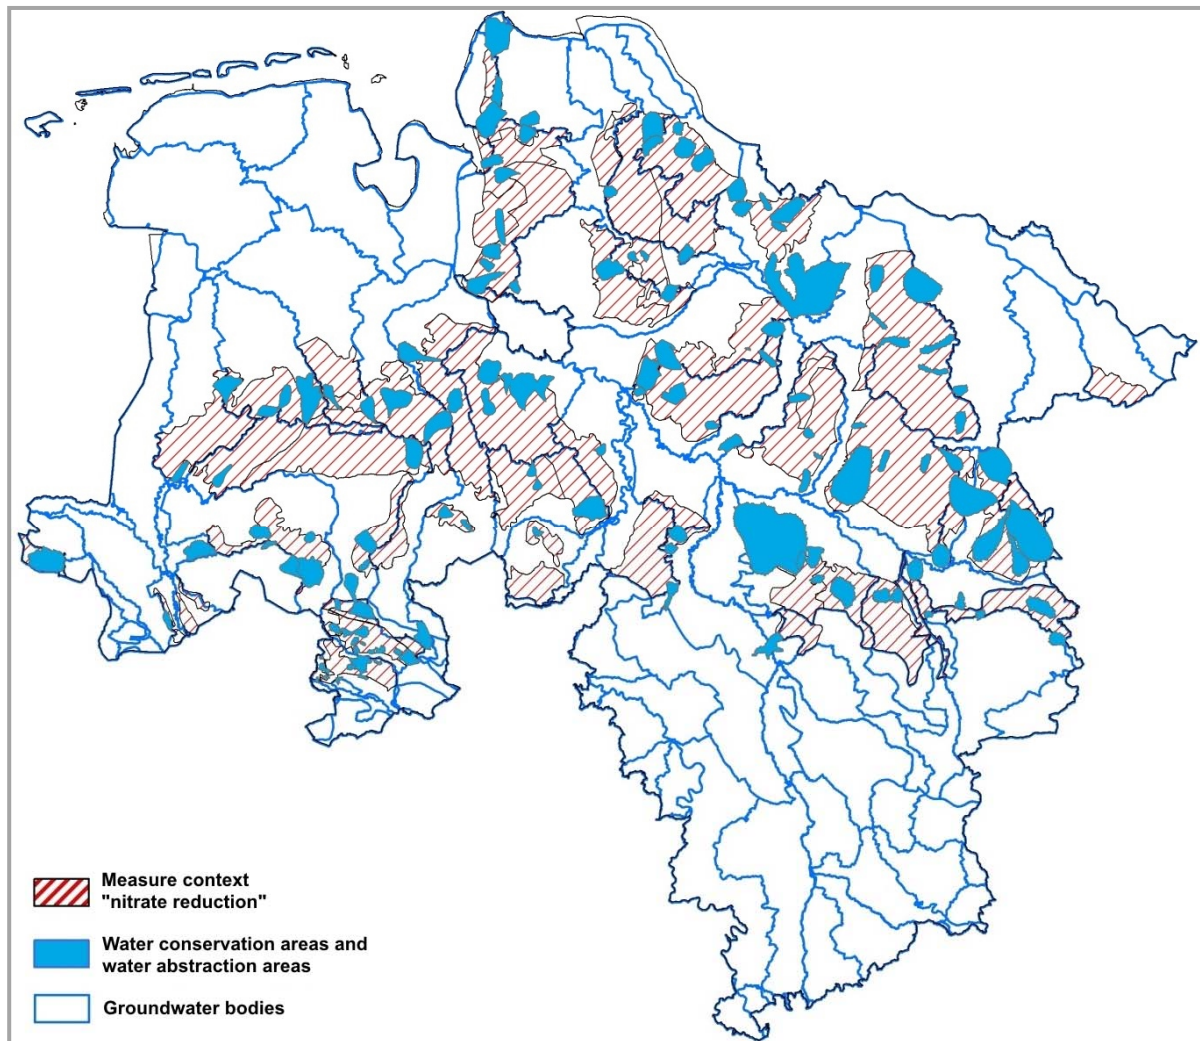 Measure context
"nitrate reduction"
Water conservation areas and
water abstraction areas
Groundwater bodies